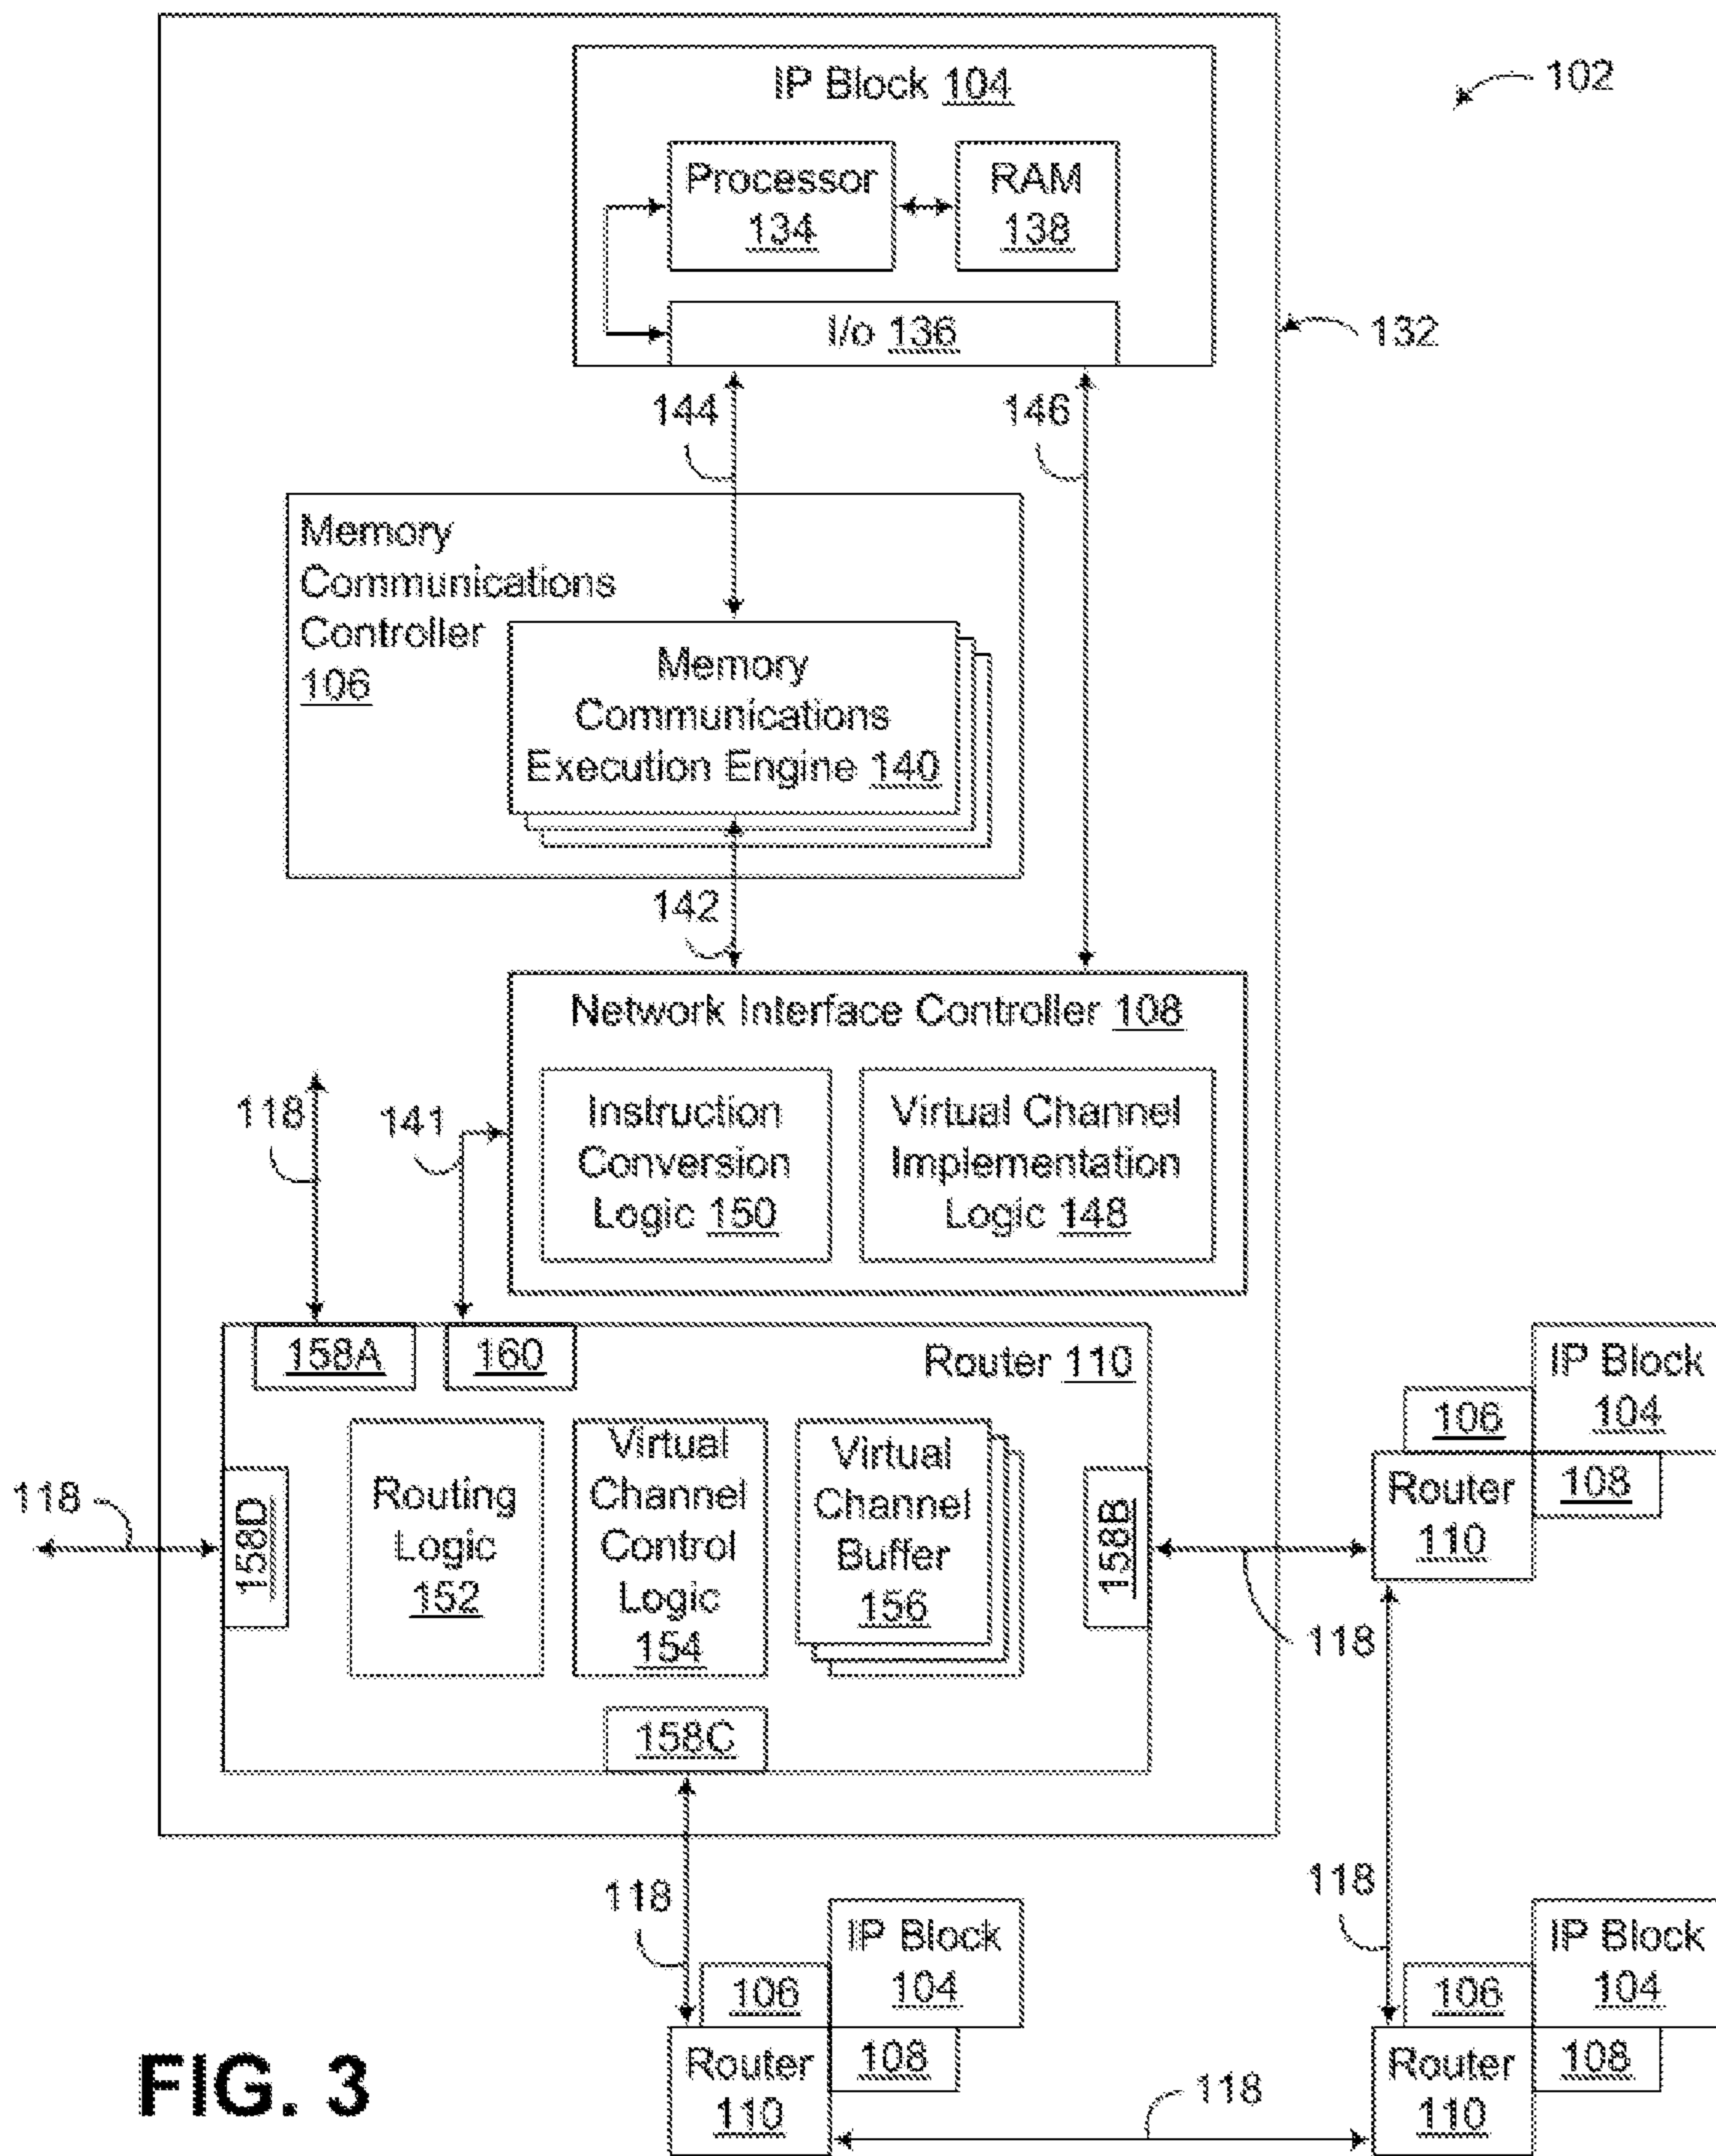 IP Block 104
102
Processor
134
RAM
138
I/o 136
132
144
146
Memory
Communications
Controller
106
Memory
Communications
Execution Engine 140
142
Network Interface Controller 108
118
141
Instruction
Conversion
Logic 150
Virtual Channel
Implementation
Logic 148
158A
160
Router 110
IP Block
104
106
108
Router
110
118
158D
Routing
Logic
152
Virtual
Channel
Control
Logic
154
Virtual
Channel
Buffer
156
158B
118
158C
118
118
IP Block
104
106
108
Router
110
IP Block
104
106
108
Router
110
118
FIG. 3